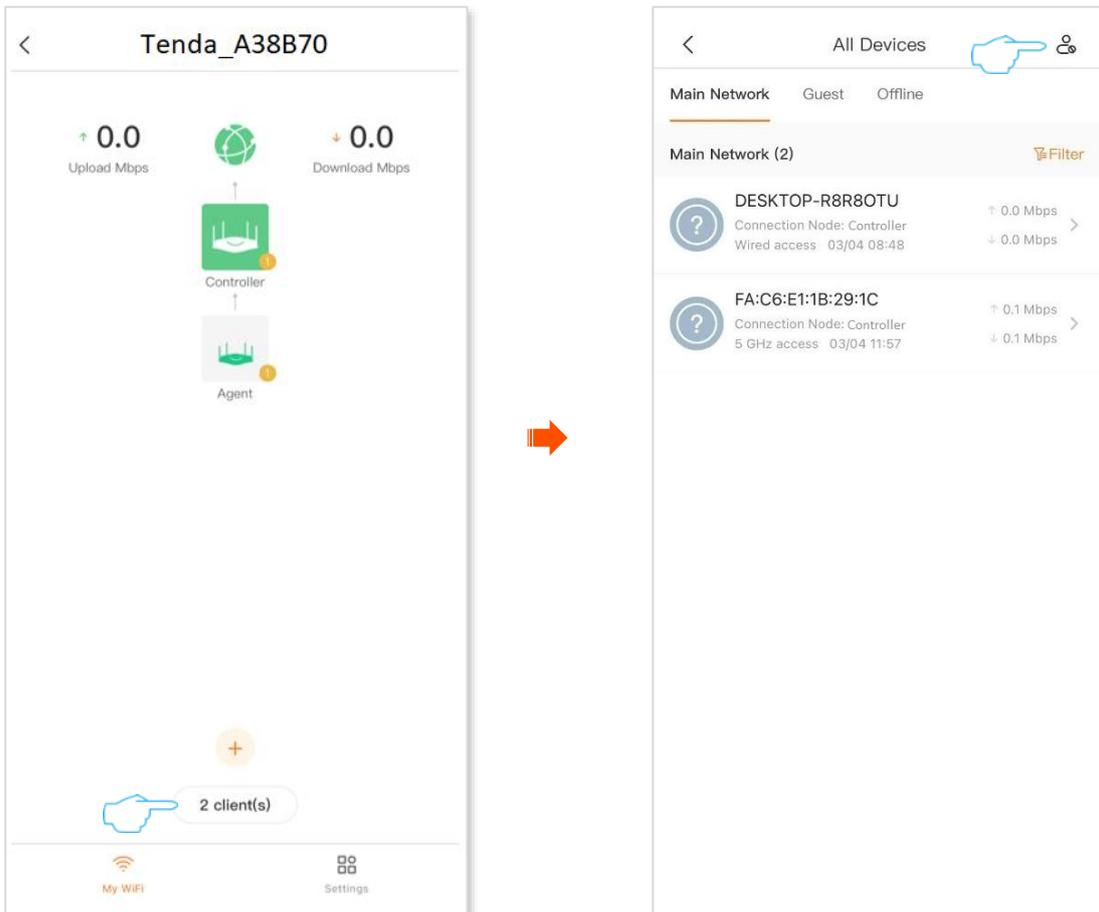 Tenda_A38B70
↑ 0.0
Upload Mbps
↓ 0.0
Download Mbps
1
Controller
1
Agent
+
2 client(s)
My WiFi
Settings
All Devices
Main Network Guest Offline
Main Network (2) Filter
? DESKTOP-R8R8OTU
Connection Node: Controller
Wired access 03/04 08:48
↑ 0.0 Mbps
↓ 0.0 Mbps
? FA:C6:E1:1B:29:1C
Connection Node: Controller
5 GHz access 03/04 11:57
↑ 0.1 Mbps
↓ 0.1 Mbps